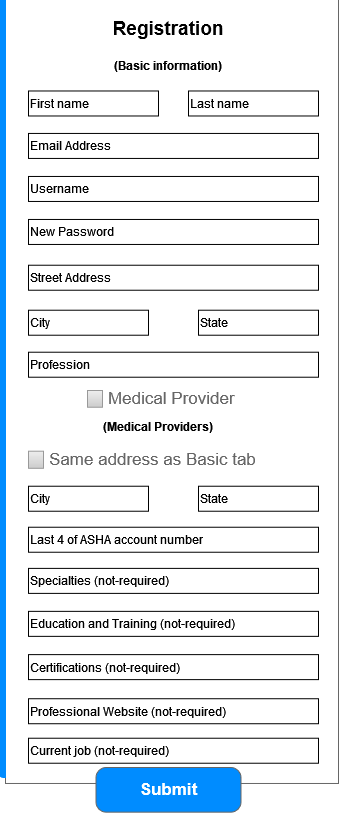 Registration
(Basic information)
First name
Last name
Email Address
Username
New Password
Street Address
City
State
Profession
Medical Provider
(Medical Providers)
Same address as Basic tab
City
State
Last 4 of ASHA account number
Specialties (not-required)
Education and Training (not-required)
Certifications (not-required)
Professional Website (not-required)
Current job (not-required)
Submit